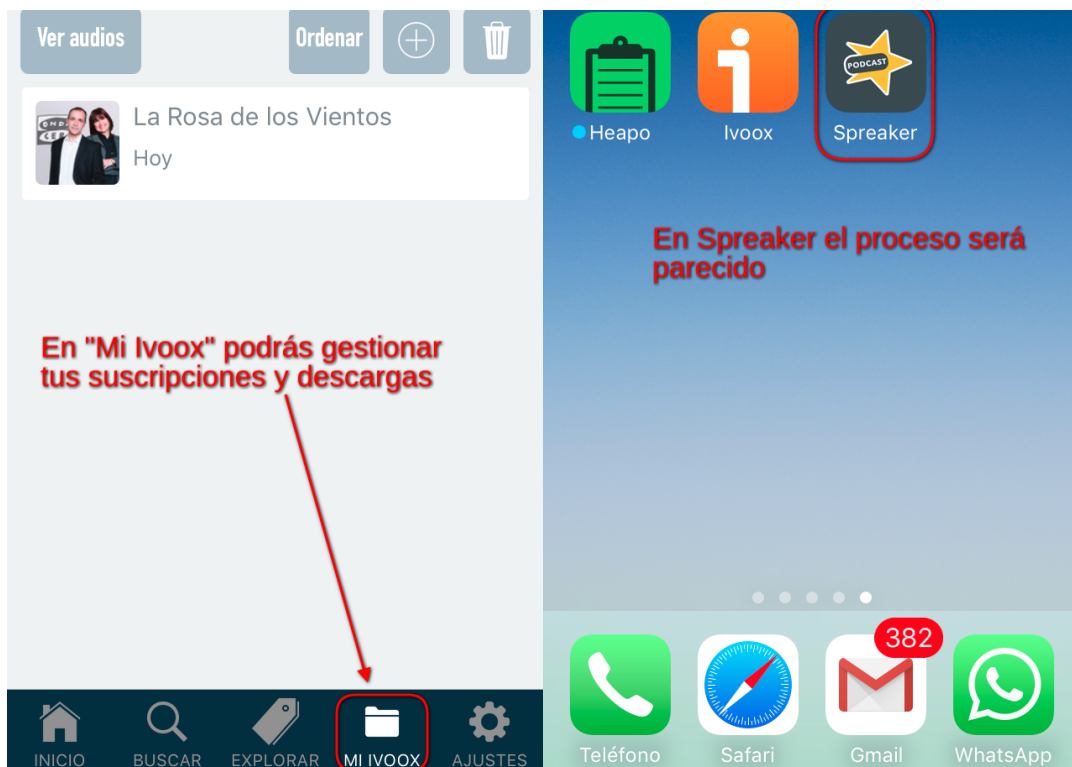 Ver audios
Ordenar
ONDA
CERO
La Rosa de los Vientos
Hoy
En "Mi Ivoox" podrás gestionar
tus suscripciones y descargas
INICIO
BUSCAR
EXPLORAR
MI IVOOX
AJUSTES
PODCAST
Heapo
Ivoox
Spreaker
En Spreaker el proceso será
parecido
382
Teléfono
Safari
Gmail
WhatsApp